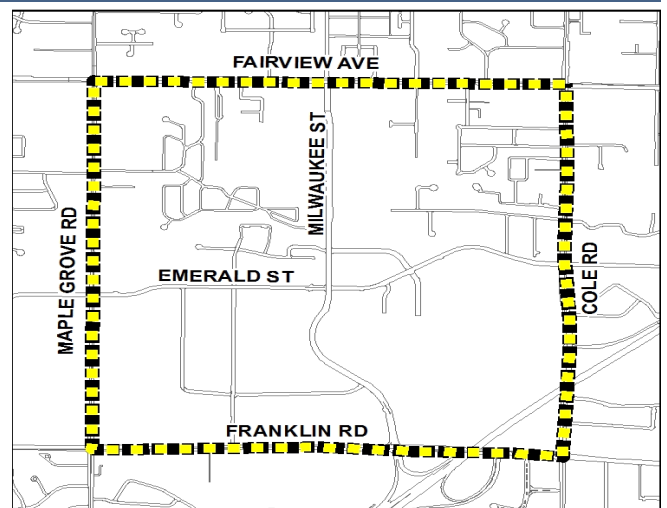 FAIRVIEW AVE
MILWAUKEE ST
MAPLE GROVE RD
EMERALD ST
COLE RD
FRANKLIN RD